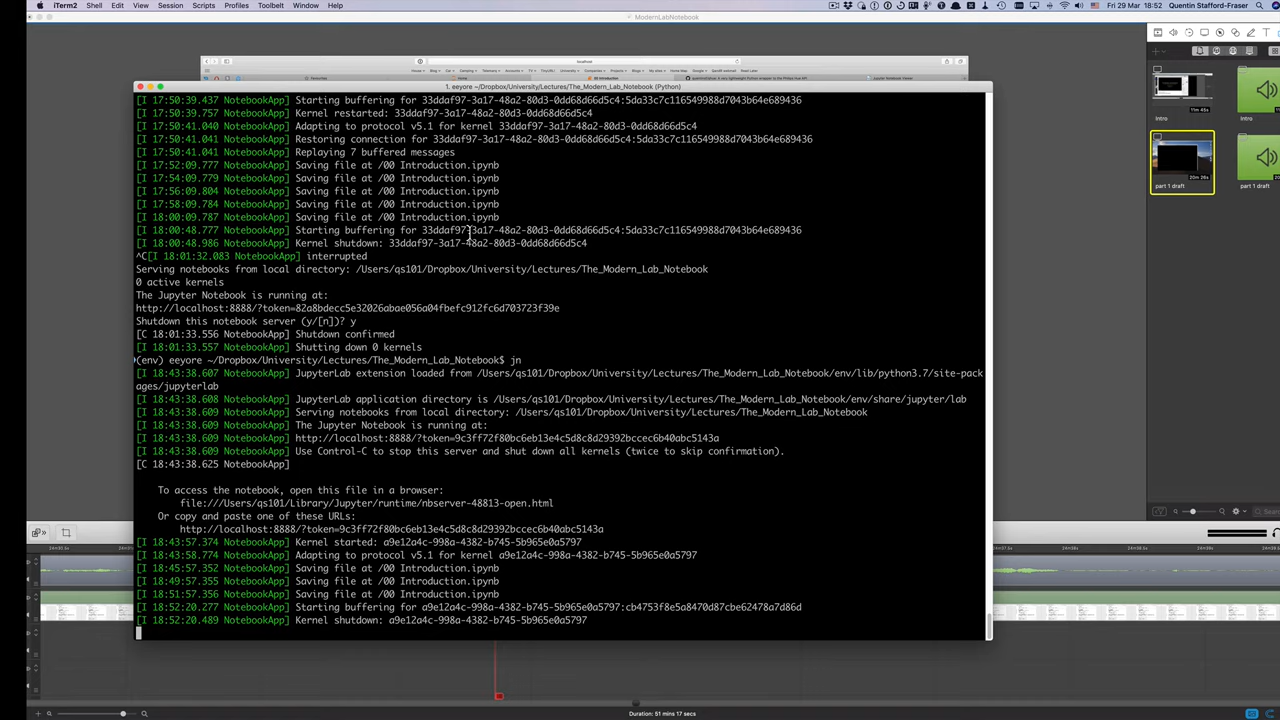 iTerm2 Shell Edit View Session Scripts Profiles Toolbelt Window Help
Fri 29 Mar 18:52 Quentin Stafford-Fraser
ModernLabNotebook
1. eeyore ~/Dropbox/University/Lectures/The_Modern_Lab_Notebook (Python)
[I 17:50:39.437 NotebookApp] Starting buffering for 33ddaf97-3a17-48a2-80d3-0dd68d66d5c4:5da33c7c116549988d7043b64e689436
[I 17:50:39.757 NotebookApp] Kernel restarted: 33ddaf97-3a17-48a2-80d3-0dd68d66d5c4
[I 17:50:41.040 NotebookApp] Adapting to protocol v5.1 for kernel 33ddaf97-3a17-48a2-80d3-0dd68d66d5c4
[I 17:50:41.041 NotebookApp] Restoring connection for 33ddaf97-3a17-48a2-80d3-0dd68d66d5c4:5da33c7c116549988d7043b64e689436
[I 17:50:41.041 NotebookApp] Replaying 7 buffered messages
[I 17:52:09.777 NotebookApp] Saving file at /00 Introduction.ipynb
[I 17:54:09.779 NotebookApp] Saving file at /00 Introduction.ipynb
[I 17:56:09.804 NotebookApp] Saving file at /00 Introduction.ipynb
[I 17:58:09.784 NotebookApp] Saving file at /00 Introduction.ipynb
[I 18:00:09.787 NotebookApp] Saving file at /00 Introduction.ipynb
[I 18:00:48.777 NotebookApp] Starting buffering for 33ddaf97-3a17-48a2-80d3-0dd68d66d5c4:5da33c7c116549988d7043b64e689436
[I 18:00:48.986 NotebookApp] Kernel shutdown: 33ddaf97-3a17-48a2-80d3-0dd68d66d5c4
^C[I 18:01:32.083 NotebookApp] interrupted
Serving notebooks from local directory: /Users/qs101/Dropbox/University/Lectures/The_Modern_Lab_Notebook
0 active kernels
The Jupyter Notebook is running at:
http://localhost:8888/?token=82a8bdecc5e32026abae056a04fbefc912fc6d703723f39e
Shutdown this notebook server (y/[n])? y
[C 18:01:33.556 NotebookApp] Shutdown confirmed
[I 18:01:33.557 NotebookApp] Shutting down 0 kernels
(env) eeyore ~/Dropbox/University/Lectures/The_Modern_Lab_Notebook$ jn
[I 18:43:38.607 NotebookApp] JupyterLab extension loaded from /Users/qs101/Dropbox/University/Lectures/The_Modern_Lab_Notebook/env/lib/python3.7/site-pack
ages/jupyterlab
[I 18:43:38.608 NotebookApp] JupyterLab application directory is /Users/qs101/Dropbox/University/Lectures/The_Modern_Lab_Notebook/env/share/jupyter/lab
[I 18:43:38.609 NotebookApp] Serving notebooks from local directory: /Users/qs101/Dropbox/University/Lectures/The_Modern_Lab_Notebook
[I 18:43:38.609 NotebookApp] The Jupyter Notebook is running at:
[I 18:43:38.609 NotebookApp] http://localhost:8888/?token=9c3ff72f80bc6eb13e4c5d8c8d29392bccec6b40abc5143a
[I 18:43:38.609 NotebookApp] Use Control-C to stop this server and shut down all kernels (twice to skip confirmation).
[C 18:43:38.625 NotebookApp]
To access the notebook, open this file in a browser:
file:///Users/qs101/Library/Jupyter/runtime/nbserver-48813-open.html
Or copy and paste one of these URLs:
http://localhost:8888/?token=9c3ff72f80bc6eb13e4c5d8c8d29392bccec6b40abc5143a
[I 18:43:57.374 NotebookApp] Kernel started: a9e12a4c-998a-4382-b745-5b965e0a5797
[I 18:43:58.774 NotebookApp] Adapting to protocol v5.1 for kernel a9e12a4c-998a-4382-b745-5b965e0a5797
[I 18:45:57.352 NotebookApp] Saving file at /00 Introduction.ipynb
[I 18:49:57.355 NotebookApp] Saving file at /00 Introduction.ipynb
[I 18:51:57.356 NotebookApp] Saving file at /00 Introduction.ipynb
[I 18:52:20.277 NotebookApp] Starting buffering for a9e12a4c-998a-4382-b745-5b965e0a5797:cb4753f8e5a8470d87cbe62478a7d86d
[I 18:52:20.489 NotebookApp] Kernel shutdown: a9e12a4c-998a-4382-b745-5b965e0a5797
11m 45s
Intro
Intro
20m 26s
part 1 draft
part 1 draft
Duration: 51 mins 17 secs